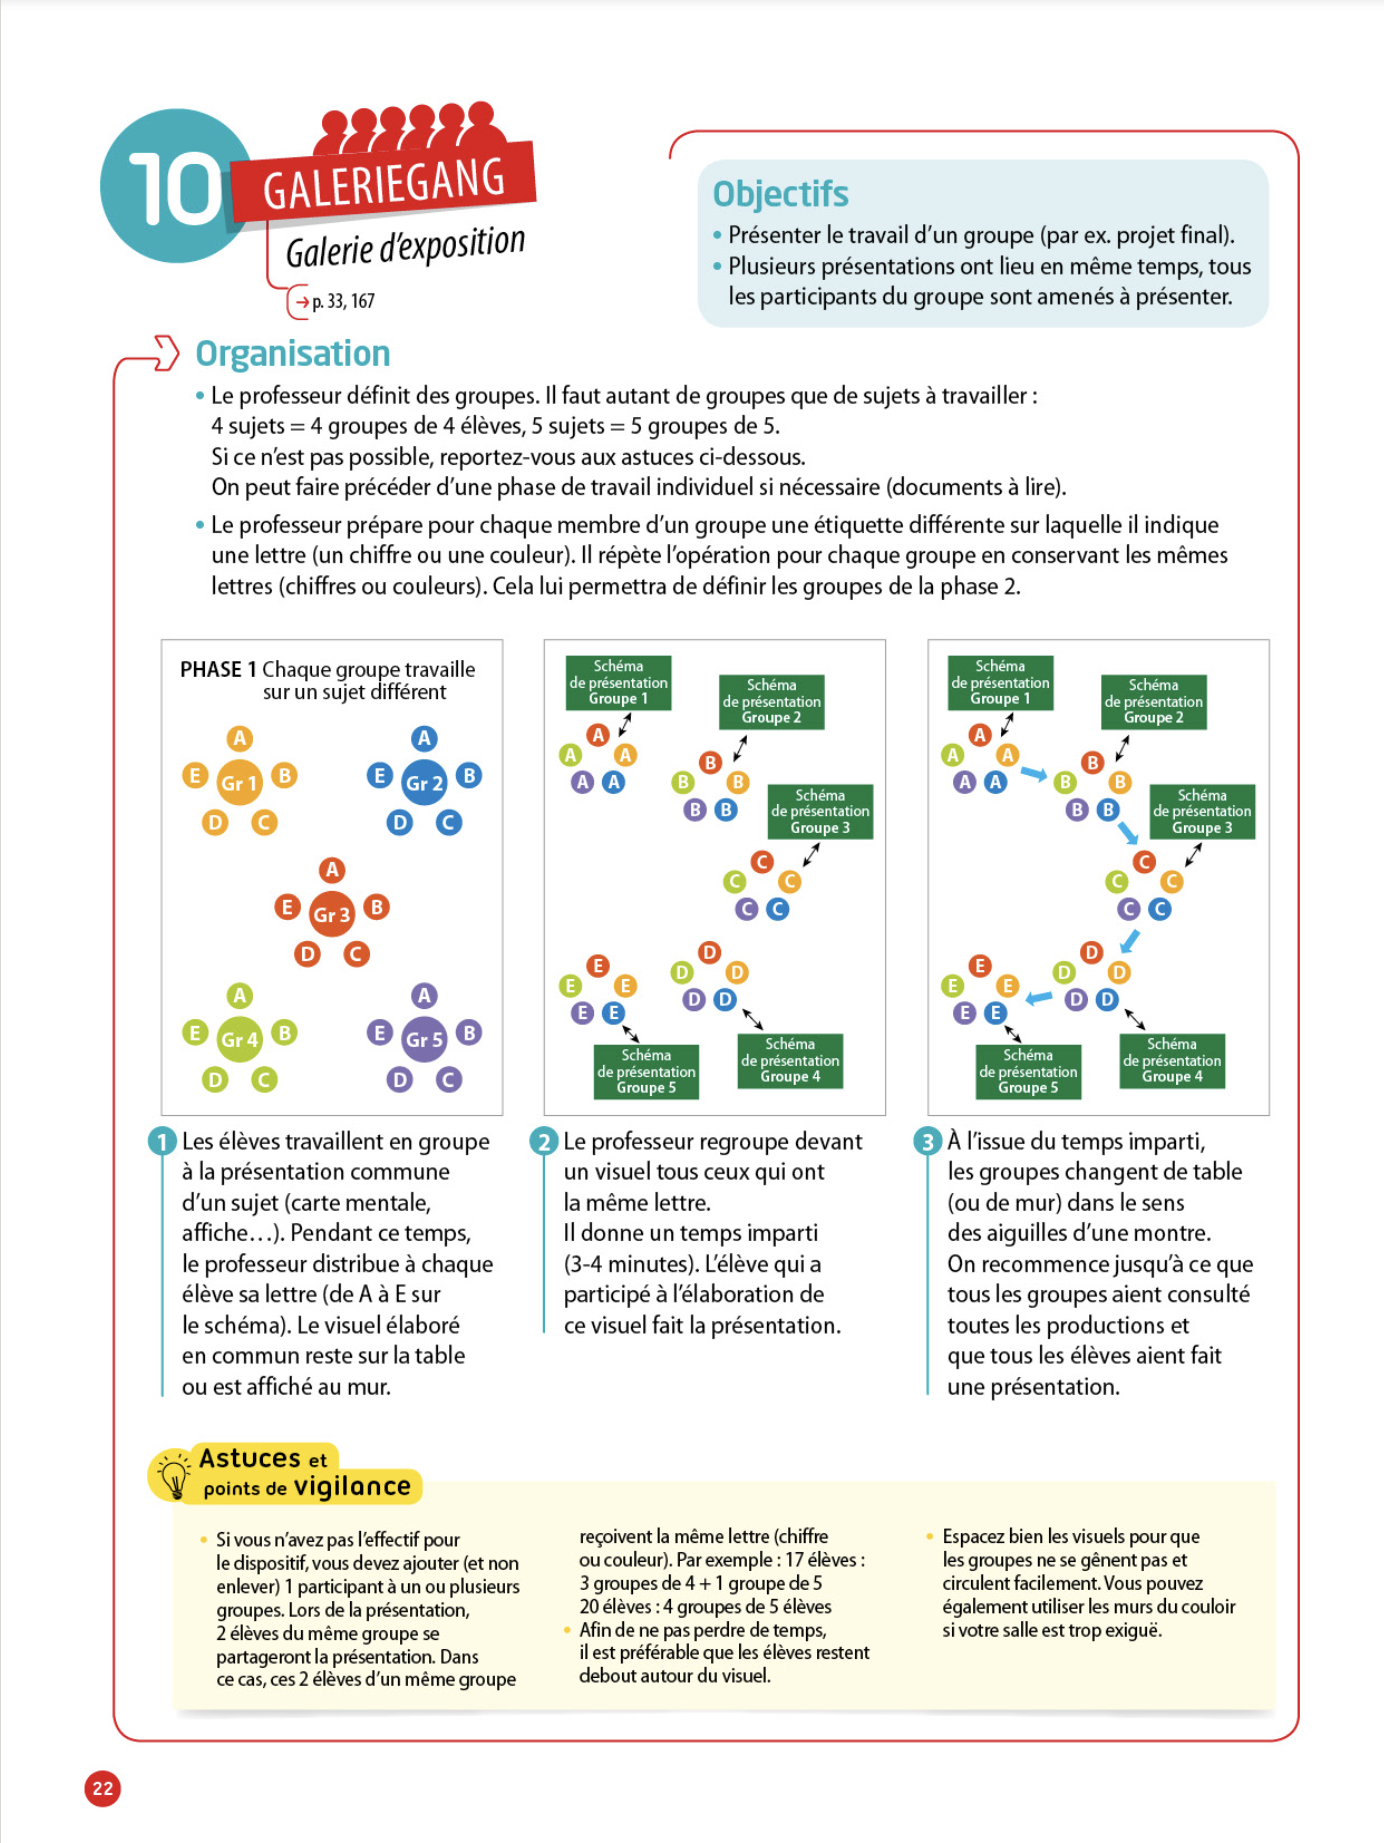 10
GALERIEGANG
Galerie d'exposition
→ p. 33, 167
Objectifs
• Présenter le travail d'un groupe (par ex. projet final).
• Plusieurs présentations ont lieu en même temps, tous
les participants du groupe sont amenés à présenter.
Organisation
• Le professeur définit des groupes. Il faut autant de groupes que de sujets à travailler :
4 sujets = 4 groupes de 4 élèves, 5 sujets = 5 groupes de 5.
Si ce n'est pas possible, reportez-vous aux astuces ci-dessous.
On peut faire précéder d'une phase de travail individuel si nécessaire (documents à lire).
• Le professeur prépare pour chaque membre d'un groupe une étiquette différente sur laquelle il indique
une lettre (un chiffre ou une couleur). Il répète l'opération pour chaque groupe en conservant les mêmes
lettres (chiffres ou couleurs). Cela lui permettra de définir les groupes de la phase 2.
PHASE 1 Chaque groupe travaille
sur un sujet différent
A
E Gr 1 B
D C
A
E Gr 2 B
D C
A
E Gr 3 B
D C
A
E Gr 4 B
D C
A
E Gr 5 B
D C
Schéma
de présentation
Groupe 1
Schéma
de présentation
Groupe 2
A
A A
A A
B
B B
B B
Schéma
de présentation
Groupe 3
C
C C
C C
E
E E
E E
D
D D
D D
Schéma
de présentation
Groupe 5
Schéma
de présentation
Groupe 4
Schéma
de présentation
Groupe 1
Schéma
de présentation
Groupe 2
A
A A
A A
B
B B
B B
Schéma
de présentation
Groupe 3
C
C C
C C
E
E E
E E
D
D D
D D
Schéma
de présentation
Groupe 5
Schéma
de présentation
Groupe 4
1 Les élèves travaillent en groupe
à la présentation commune
d'un sujet (carte mentale,
affiche…). Pendant ce temps,
le professeur distribue à chaque
élève sa lettre (de A à E sur
le schéma). Le visuel élaboré
en commun reste sur la table
ou est affiché au mur.
2 Le professeur regroupe devant
un visuel tous ceux qui ont
la même lettre.
Il donne un temps imparti
(3-4 minutes). L'élève qui a
participé à l'élaboration de
ce visuel fait la présentation.
3 À l'issue du temps imparti,
les groupes changent de table
(ou de mur) dans le sens
des aiguilles d'une montre.
On recommence jusqu'à ce que
tous les groupes aient consulté
toutes les productions et
que tous les élèves aient fait
une présentation.
Astuces et
points de vigilance
• Si vous n'avez pas l'effectif pour
le dispositif, vous devez ajouter (et non
enlever) 1 participant à un ou plusieurs
groupes. Lors de la présentation,
2 élèves du même groupe se
partageront la présentation. Dans
ce cas, ces 2 élèves d'un même groupe
reçoivent la même lettre (chiffre
ou couleur). Par exemple : 17 élèves :
3 groupes de 4 + 1 groupe de 5
20 élèves : 4 groupes de 5 élèves
• Afin de ne pas perdre de temps,
il est préférable que les élèves restent
debout autour du visuel.
• Espacez bien les visuels pour que
les groupes ne se gênent pas et
circulent facilement. Vous pouvez
également utiliser les murs du couloir
si votre salle est trop exiguë.
22